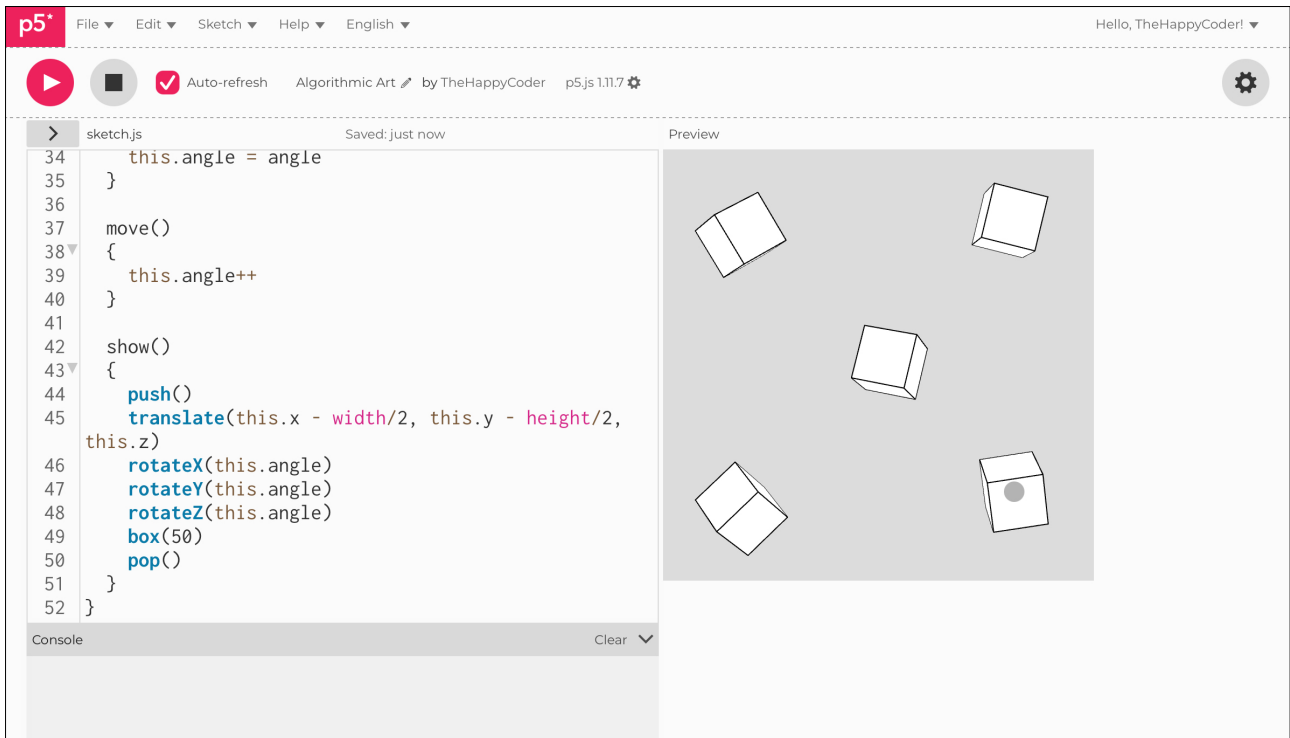 p5* File Edit Sketch Help English Hello, TheHappyCoder!
Auto-refresh Algorithmic Art by TheHappyCoder p5.js 1.11.7
sketch.js Saved: just now Preview
34 this.angle = angle
35 }
36
37 move()
38 {
39 this.angle++
40 }
41
42 show()
43 {
44 push()
45 translate(this.x - width/2, this.y - height/2,
this.z)
46 rotateX(this.angle)
47 rotateY(this.angle)
48 rotateZ(this.angle)
49 box(50)
50 pop()
51 }
52 }
Console Clear